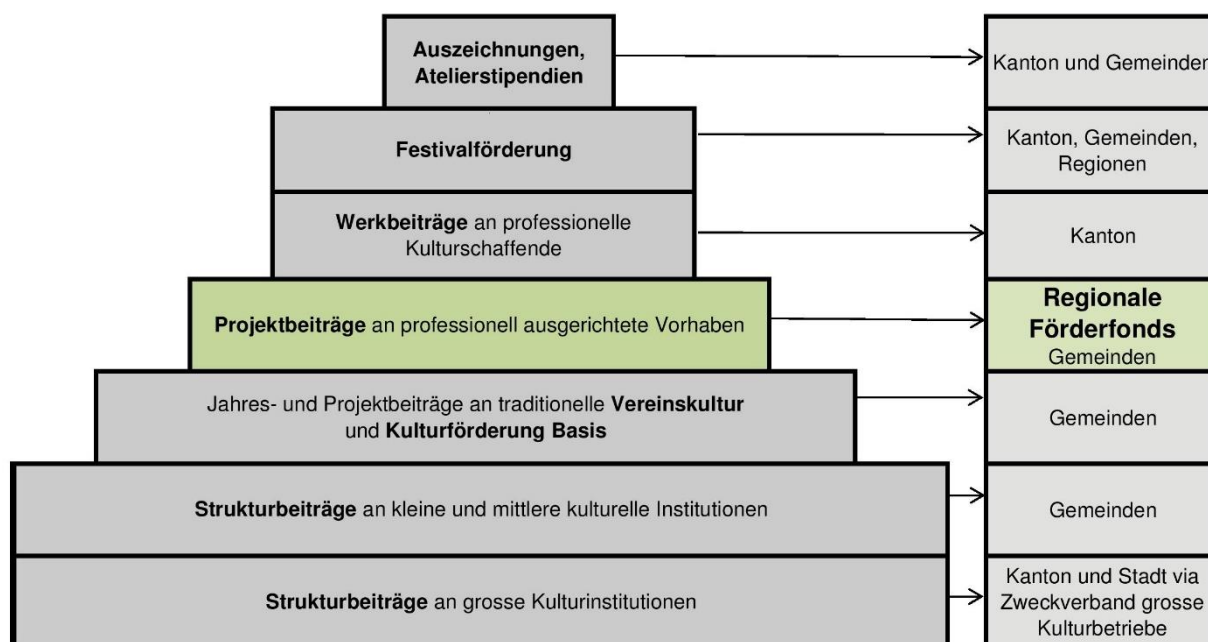 Auszeichnungen,
Atelierstipendien
Kanton und Gemeinden
Festivalförderung
Kanton, Gemeinden,
Regionen
Werkbeiträge an professionelle
Kulturschaffende
Kanton
Projektbeiträge an professionell ausgerichtete Vorhaben
Regionale
Förderfonds
Gemeinden
Jahres- und Projektbeiträge an traditionelle Vereinskultur
und Kulturförderung Basis
Gemeinden
Strukturbeiträge an kleine und mittlere kulturelle Institutionen
Gemeinden
Strukturbeiträge an grosse Kulturinstitutionen
Kanton und Stadt via
Zweckverband grosse
Kulturbetriebe